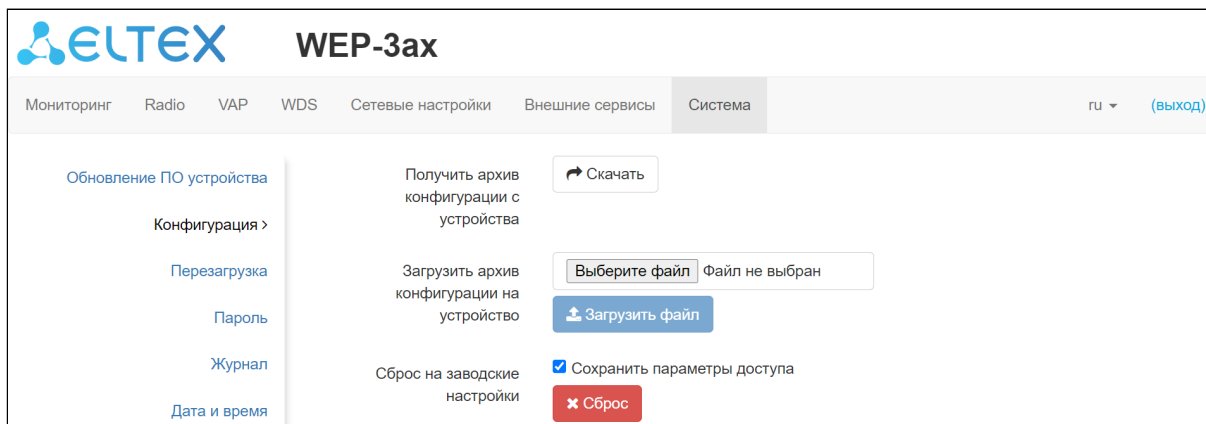 ELTEX WEP-3ax
Мониторинг Radio VAP WDS Сетевые настройки Внешние сервисы Система ru (выход)
Обновление ПО устройства
Конфигурация >
Перезагрузка
Пароль
Журнал
Дата и время
Получить архив
конфигурации с
устройства
Скачать
Загрузить архив
конфигурации на
устройство
Выберите файл Файл не выбран
Загрузить файл
Сброс на заводские
настройки
Сохранить параметры доступа
Сброс